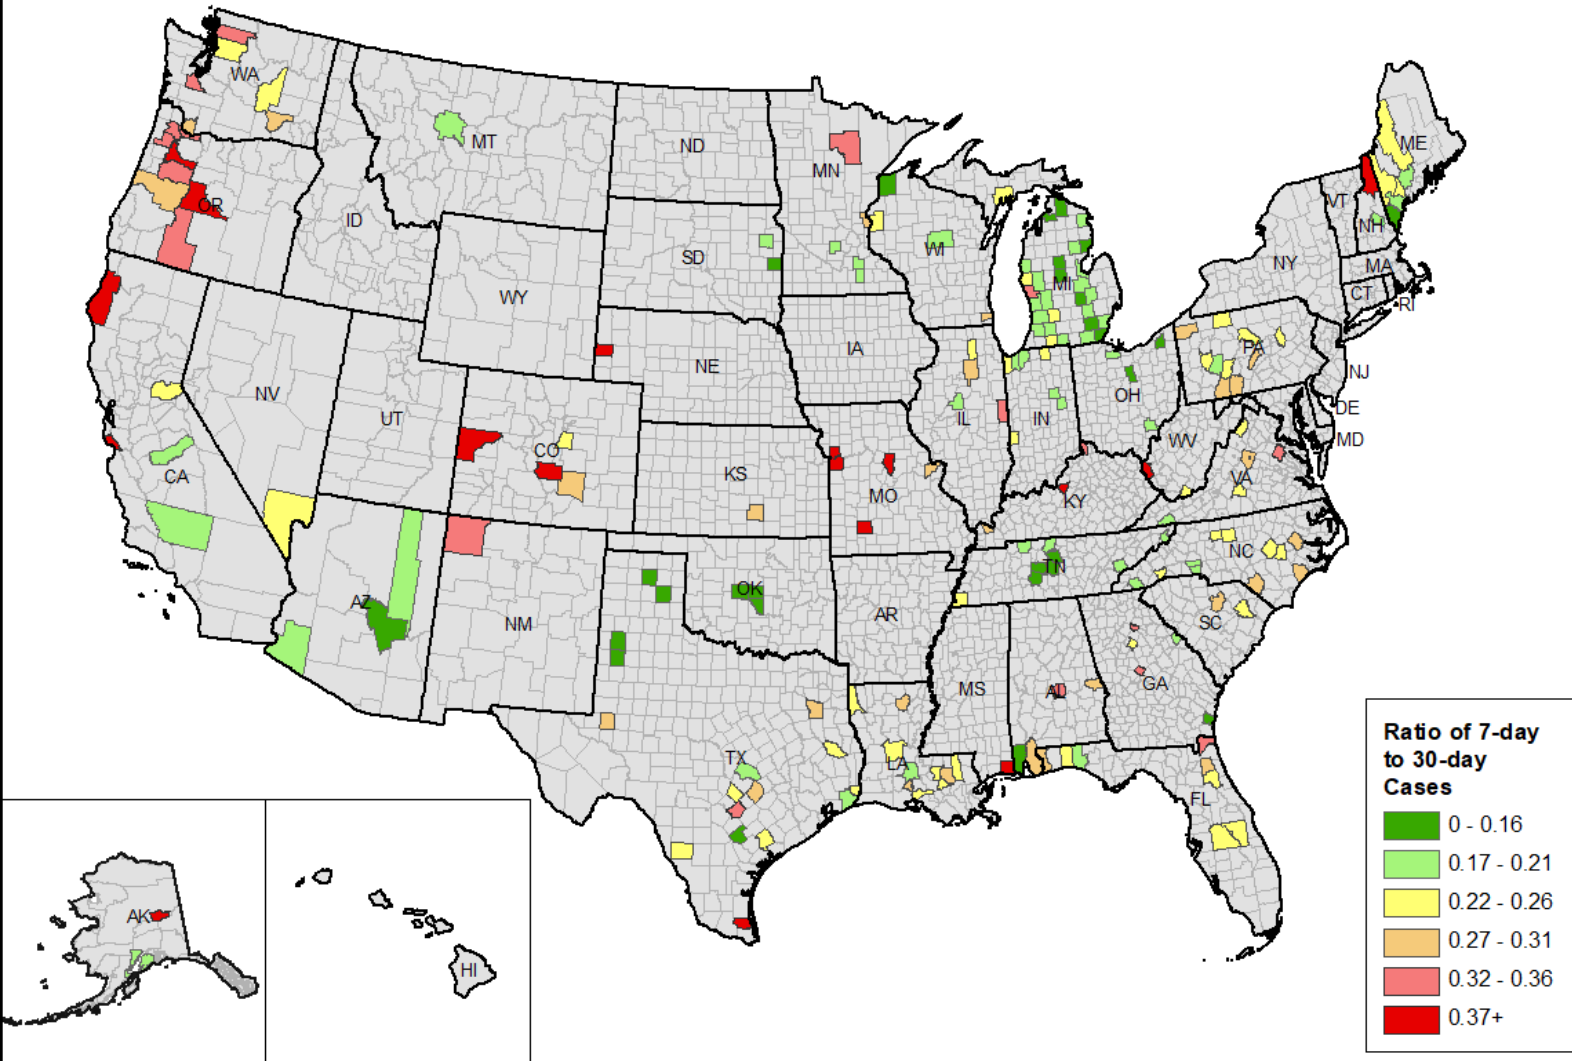 WA
MT
ND
MN
ME
OR
ID
SD
WI
MI
VT
NH
NY
MA
CT
RI
WY
NE
IA
PA
NJ
NV
UT
CO
KS
MO
IL
IN
OH
WV
DE
MD
VA
KY
CA
AZ
NM
OK
AR
TN
NC
SC
MS
AL
GA
TX
LA
FL
AK
HI
Ratio of 7-day
to 30-day
Cases
0 - 0.16
0.17 - 0.21
0.22 - 0.26
0.27 - 0.31
0.32 - 0.36
0.37+